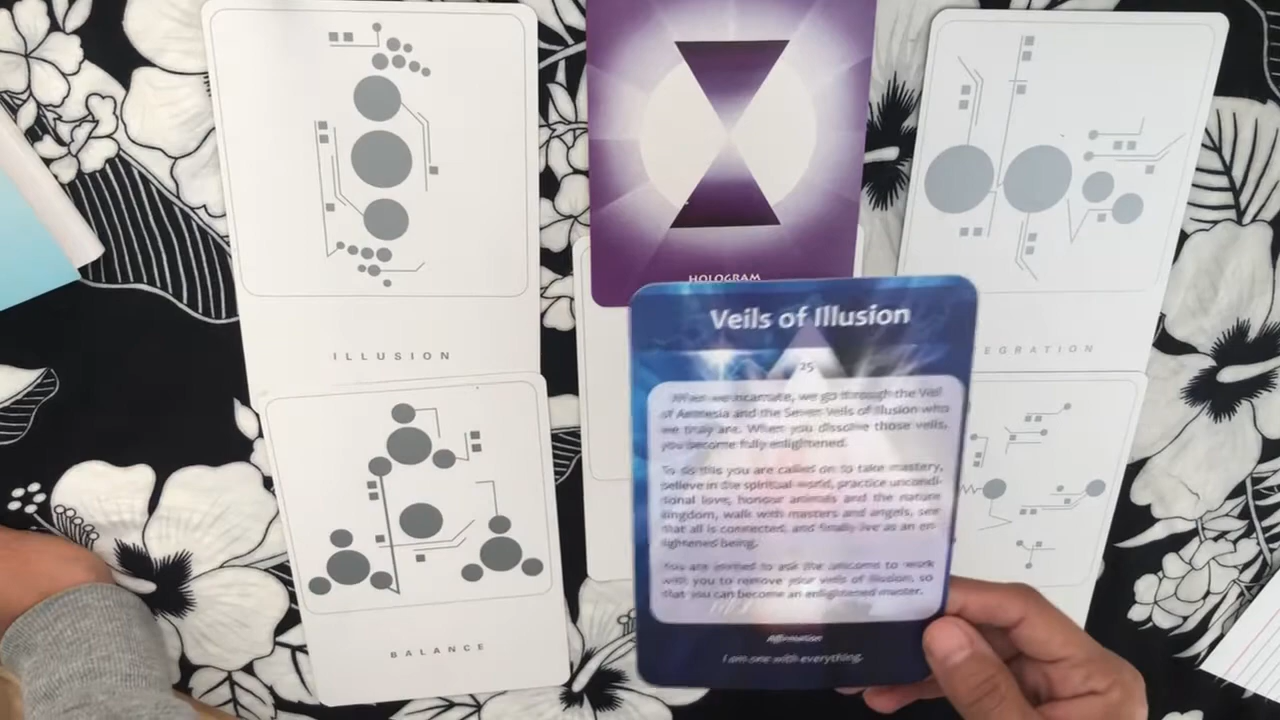 ILLUSION
HOLOGRAM
EGRATION
BALANCE
Veils of Illusion
25
When we incarnate, we go through the Veil
of Amnesia and the Seven Veils of Illusion who
we truly are. When you dissolve those veils,
you become fully enlightened.
To do this you are called on to take mastery,
believe in the spiritual world, practice uncondi-
tional love, honour animals and the nature
kingdom, walk with masters and angels, see
that all is connected, and finally live as an en-
lightened being.
You are invited to ask the unicorns to work
with you to remove your veils of illusion, so
that you can become an enlightened master.
Affirmation
I am one with everything.